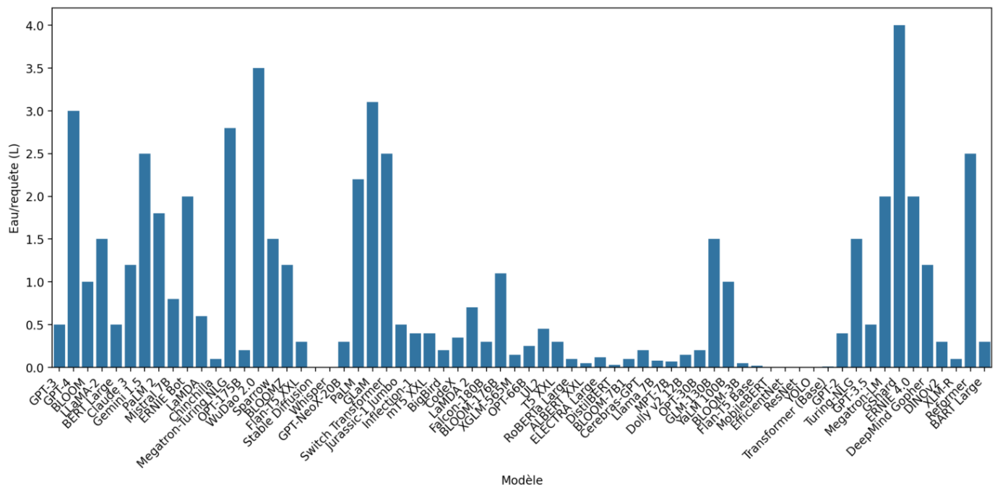 4.0
3.5
3.0
2.5
2.0
1.5
1.0
0.5
0.0
Eau/requête (L)
GPT-3
GPT-4
BLOOM
LLaMA-2
BERT Large
Claude 3
Gemini 1.5
PaLM 2
Mistral 7B
ERNIE Bot
LaMDA
Chinchilla
Megatron-Turing NLG
OPT-175B
WuDao 2.0
Sparrow
BLOOMZ
Flan-T5 XXL
Stable Diffusion
Whisper
GPT-NeoX-20B
PaLM
GLaM
Switch Transformer
Jurassic-1 Jumbo
Inflection-1
mT5 XXL
BigBird
CodeX
LaMDA 2
Falcon-180B
BLOOM-176B
XGLM-565M
OPT-66B
UL2
T5 XXL
RoBERTa Large
ALBERT XXL
ELECTRA Large
DistilBERT
BLOOM-7B1
Cerebras-GPT
Llama 7B
MPT-7B
Dolly v2 12B
OPT-30B
GLM-130B
YaLM 100B
BLOOM-3B
Flan-T5 Base
MobileBERT
EfficientNet
ResNet
YOLO
Transformer (Base)
GPT-2
Turing-NLG
GPT-3.5
Megatron-LM
GShard
ERNIE 4.0
DeepMind Gopher
DINOv2
XLM-R
Reformer
BART Large
Modèle